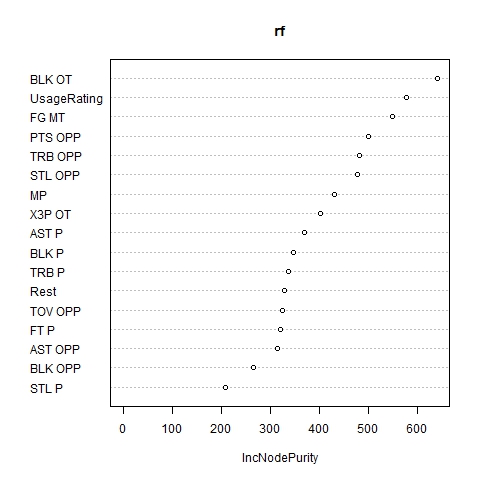 rf
BLK OT
UsageRating
FG MT
PTS OPP
TRB OPP
STL OPP
MP
X3P OT
AST P
BLK P
TRB P
Rest
TOV OPP
FT P
AST OPP
BLK OPP
STL P
0 100 200 300 400 500 600
IncNodePurity